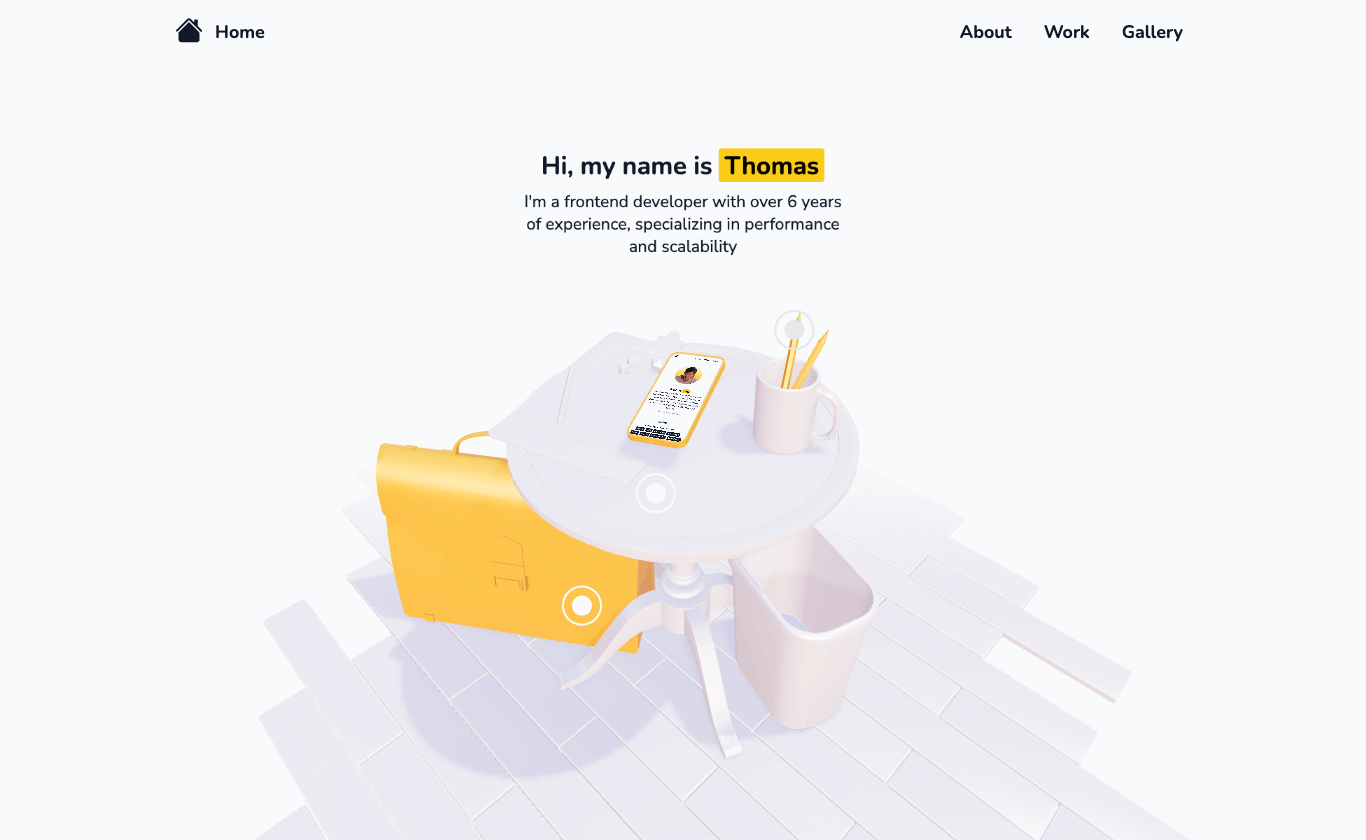 Home
About
Work
Gallery
Hi, my name is Thomas
I'm a frontend developer with over 6 years
of experience, specializing in performance
and scalability